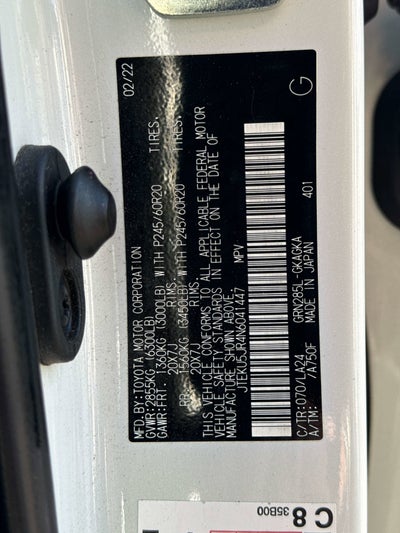 MFD. BY:TOYOTA MOTOR CORPORATION 02/22
GVWR:2855KG (6300LB)
GAWR:FRT. 1360KG (3000LB) WITH P245/60R20 TIRES.
20X7J RIMS
RR. 1560KG (3450LB) WITH P245/60R20 TIRES.
20X7J RIMS
THIS VEHICLE CONFORMS TO ALL APPLICABLE FEDERAL MOTOR
VEHICLE SAFETY STANDARDS IN EFFECT ON THE DATE OF
MANUFACTURE SHOWN ABOVE.
JTEKU5JR4N6041447 MPV
C/TR:070/LA24 GRN285L-GKAGKA
A/TM: /A750F MADE IN JAPAN 401
G
C 8
35B00